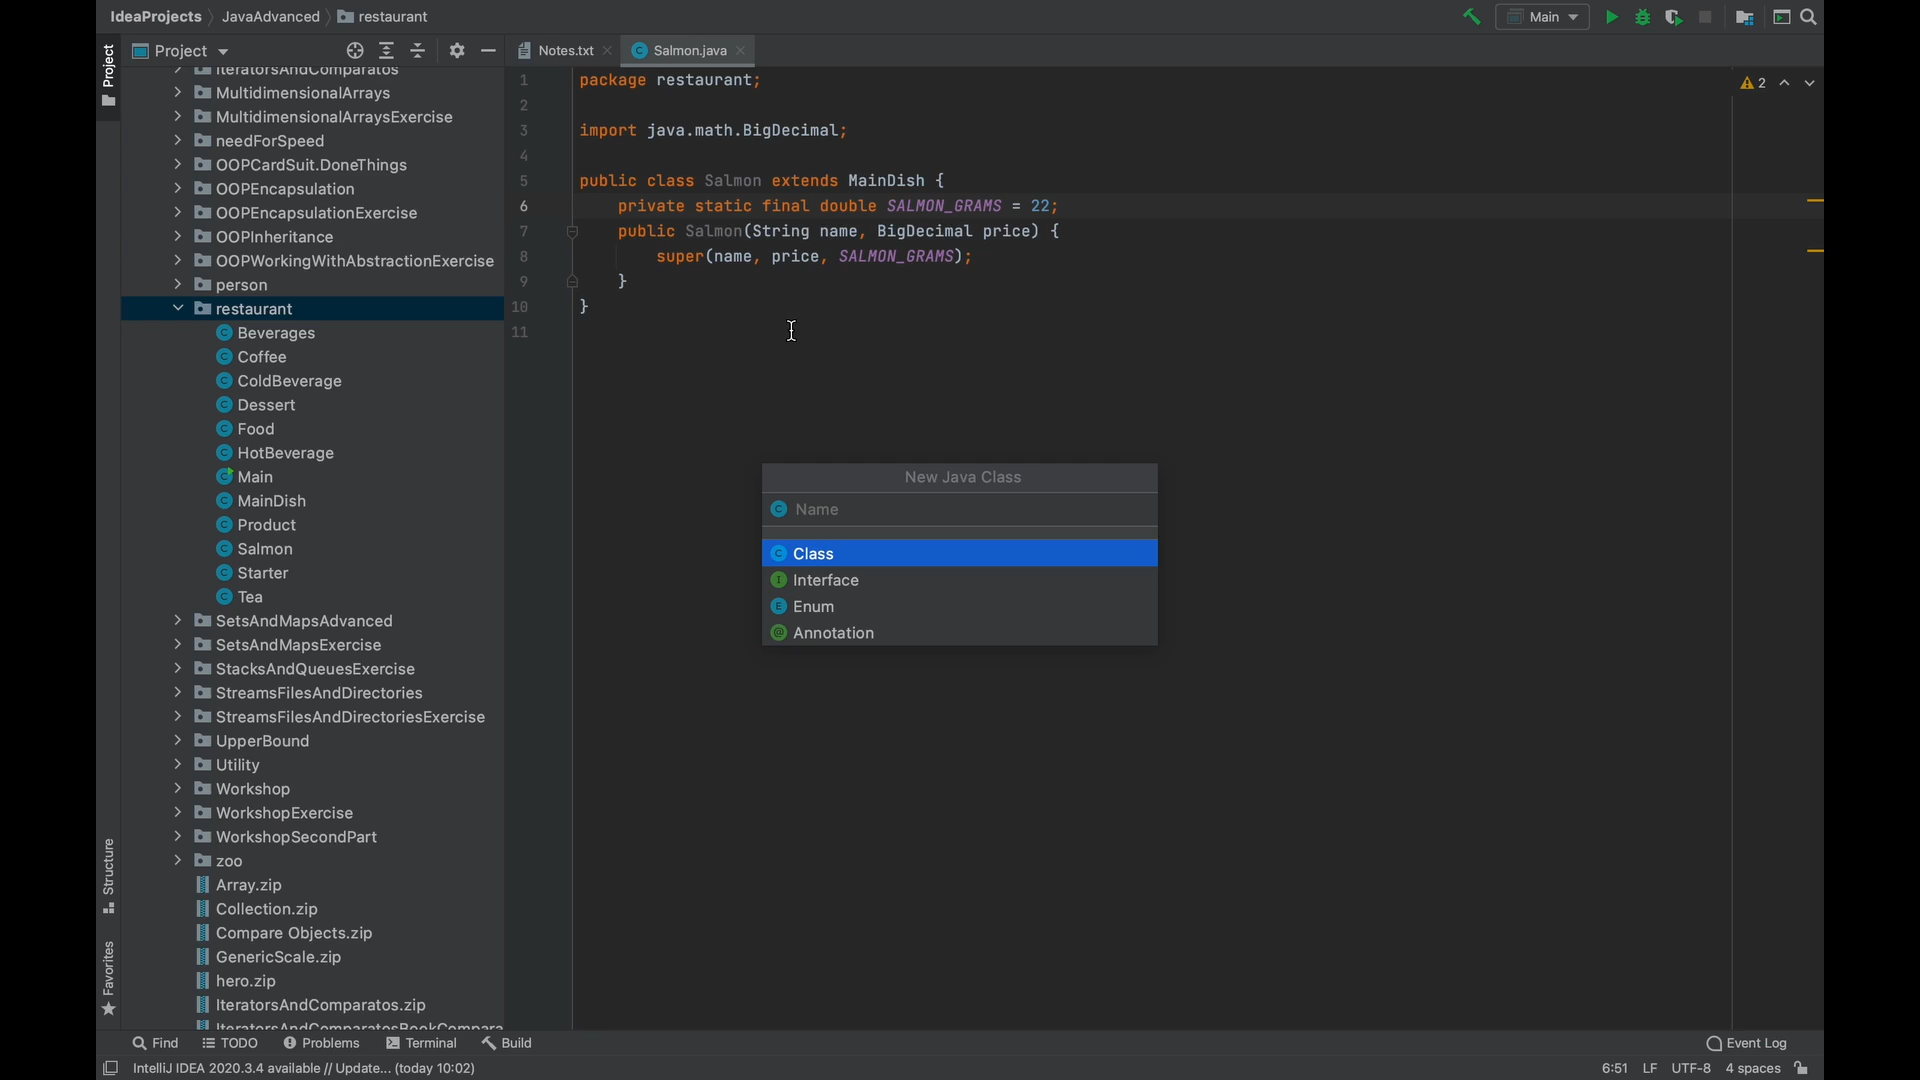 IdeaProjects JavaAdvanced restaurant
Main
Project
Project
Notes.txt
Salmon.java
IteratorsAndComparatos
MultidimensionalArrays
MultidimensionalArraysExercise
needForSpeed
OOPCardSuit.DoneThings
OOPEncapsulation
OOPEncapsulationExercise
OOPInheritance
OOPWorkingWithAbstractionExercise
person
restaurant
Beverages
Coffee
ColdBeverage
Dessert
Food
HotBeverage
Main
MainDish
Product
Salmon
Starter
Tea
SetsAndMapsAdvanced
SetsAndMapsExercise
StacksAndQueuesExercise
StreamsFilesAndDirectories
StreamsFilesAndDirectoriesExercise
UpperBound
Utility
Workshop
WorkshopExercise
WorkshopSecondPart
zoo
Array.zip
Collection.zip
Compare Objects.zip
GenericScale.zip
hero.zip
IteratorsAndComparatos.zip
IteratorsAndComparatosBookCompara
Structure
Favorites
1 package restaurant;
2
3 import java.math.BigDecimal;
4
5 public class Salmon extends MainDish {
6 private static final double SALMON_GRAMS = 22;
7 public Salmon(String name, BigDecimal price) {
8 super(name, price, SALMON_GRAMS);
9 }
10 }
11
2
New Java Class
C Name
C Class
I Interface
E Enum
@ Annotation
Find TODO Problems Terminal Build Event Log
IntelliJ IDEA 2020.3.4 available // Update... (today 10:02) 6:51 LF UTF-8 4 spaces